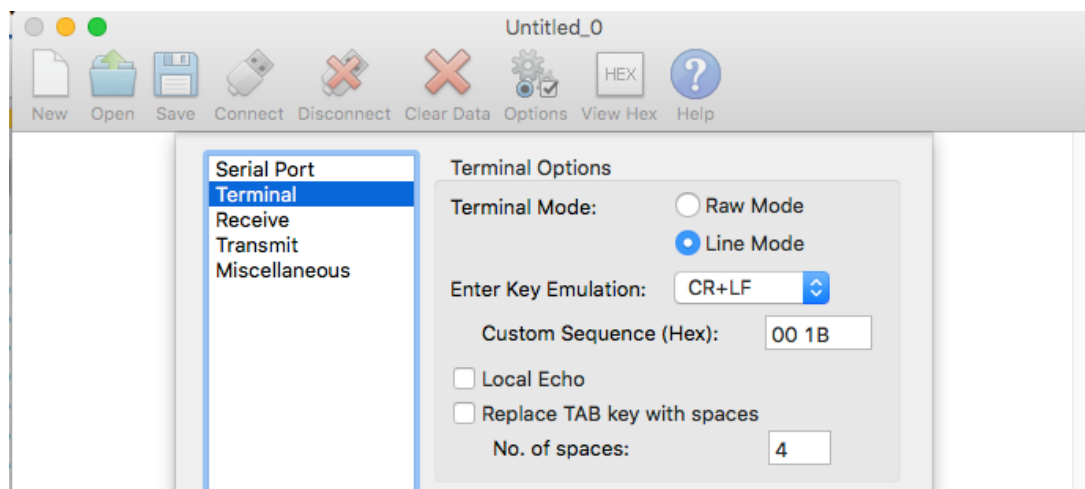 Untitled_0
HEX
?
New Open Save Connect Disconnect Clear Data Options View Hex Help
Serial Port
Terminal
Receive
Transmit
Miscellaneous
Terminal Options
Terminal Mode: Raw Mode
Line Mode
Enter Key Emulation: CR+LF
Custom Sequence (Hex): 00 1B
Local Echo
Replace TAB key with spaces
No. of spaces: 4